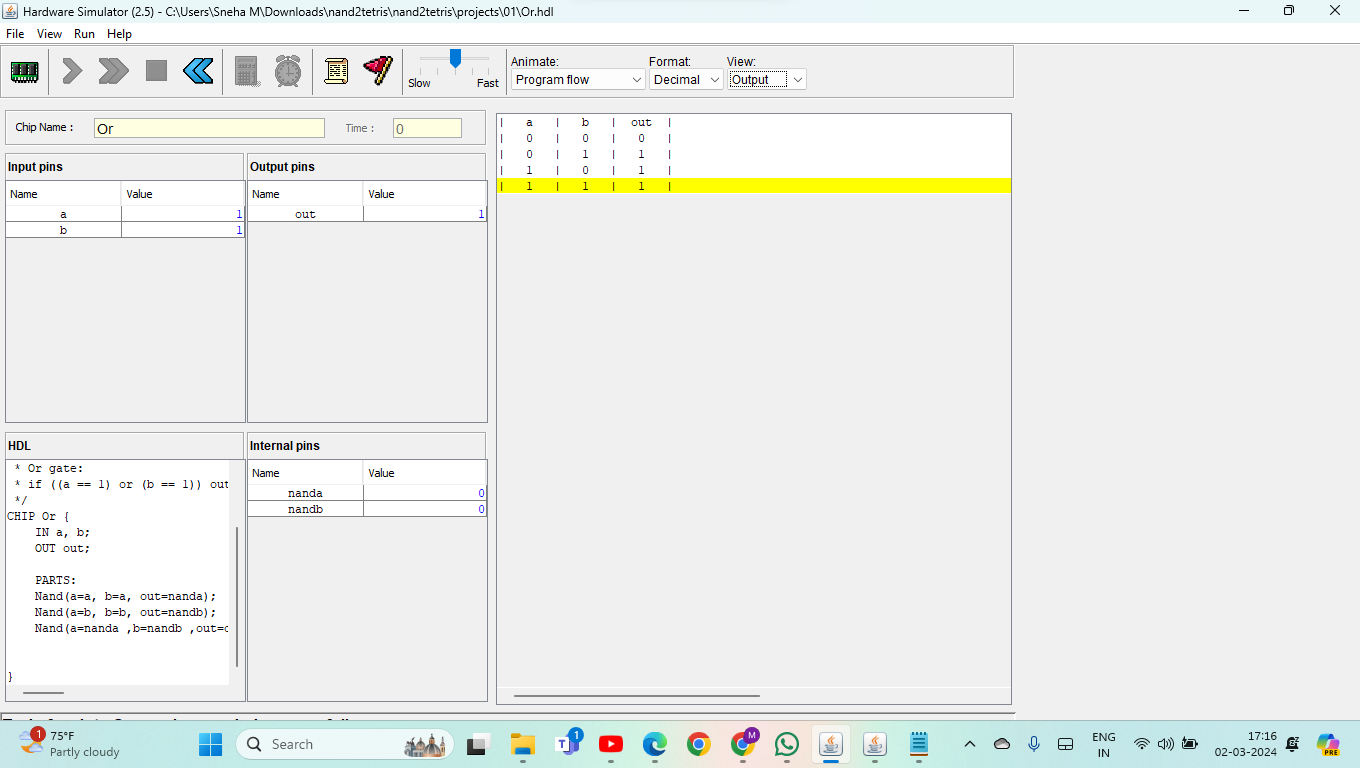 Hardware Simulator (2.5) - C:\Users\Sneha M\Downloads\nand2tetris\nand2tetris\projects\01\Or.hdl
File View Run Help
Animate: Format: View:
Slow Fast Program flow Decimal Output
Chip Name : Or Time : 0
Input pins Output pins
Name Value Name Value
a 1 out 1
b 1
| a | b | out |
| 0 | 0 | 0 |
| 0 | 1 | 1 |
| 1 | 0 | 1 |
| 1 | 1 | 1 |
HDL
* Or gate:
* if ((a == 1) or (b == 1)) out
*/
CHIP Or {
IN a, b;
OUT out;
PARTS:
Nand(a=a, b=a, out=nanda);
Nand(a=b, b=b, out=nandb);
Nand(a=nanda ,b=nandb ,out=
}
Internal pins
Name Value
nanda 0
nandb 0
1
75°F
Partly cloudy
Search
1
M
ENG
IN
17:16
02-03-2024
PRE